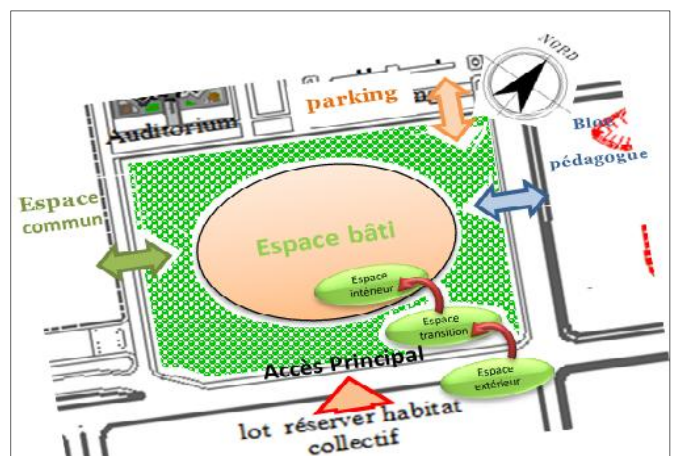 NORD
parking
Auditorium
Bloc
pédagogue
Espace
commun
Espace bâti
Espace
intérieur
Espace
transition
Accès Principal
Espace
extérieur
lot réserver habitat
collectif